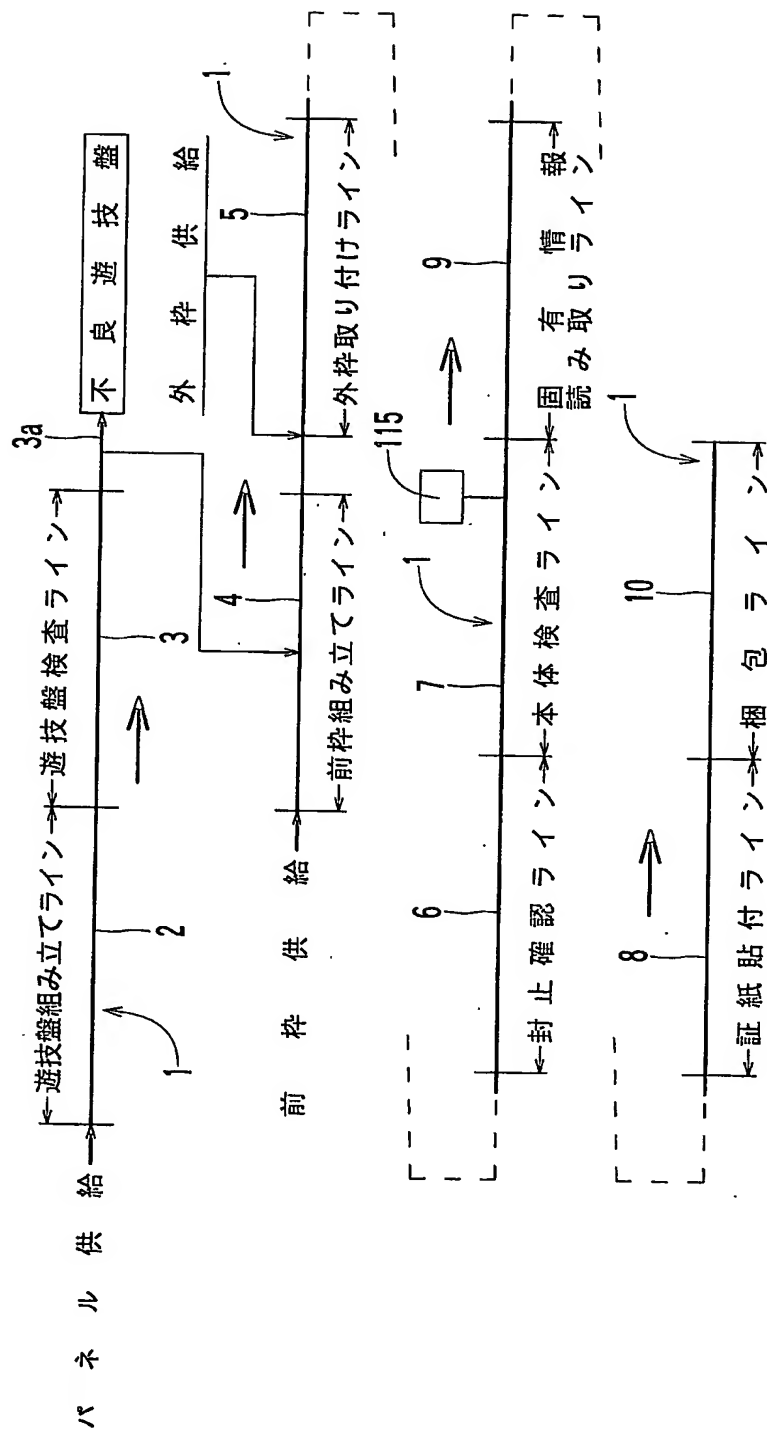 パネル供給
遊技盤組み立てライン
遊技盤検査ライン
1
2
3
3a
不良遊技盤
前枠供給
外枠供給
前枠組み立てライン
外枠取り付けライン
4
5
1
封止確認ライン
本体検査ライン
固有情報
読み取りライン
6
7
1
115
9
証紙貼付ライン
梱包ライン
8
10
1